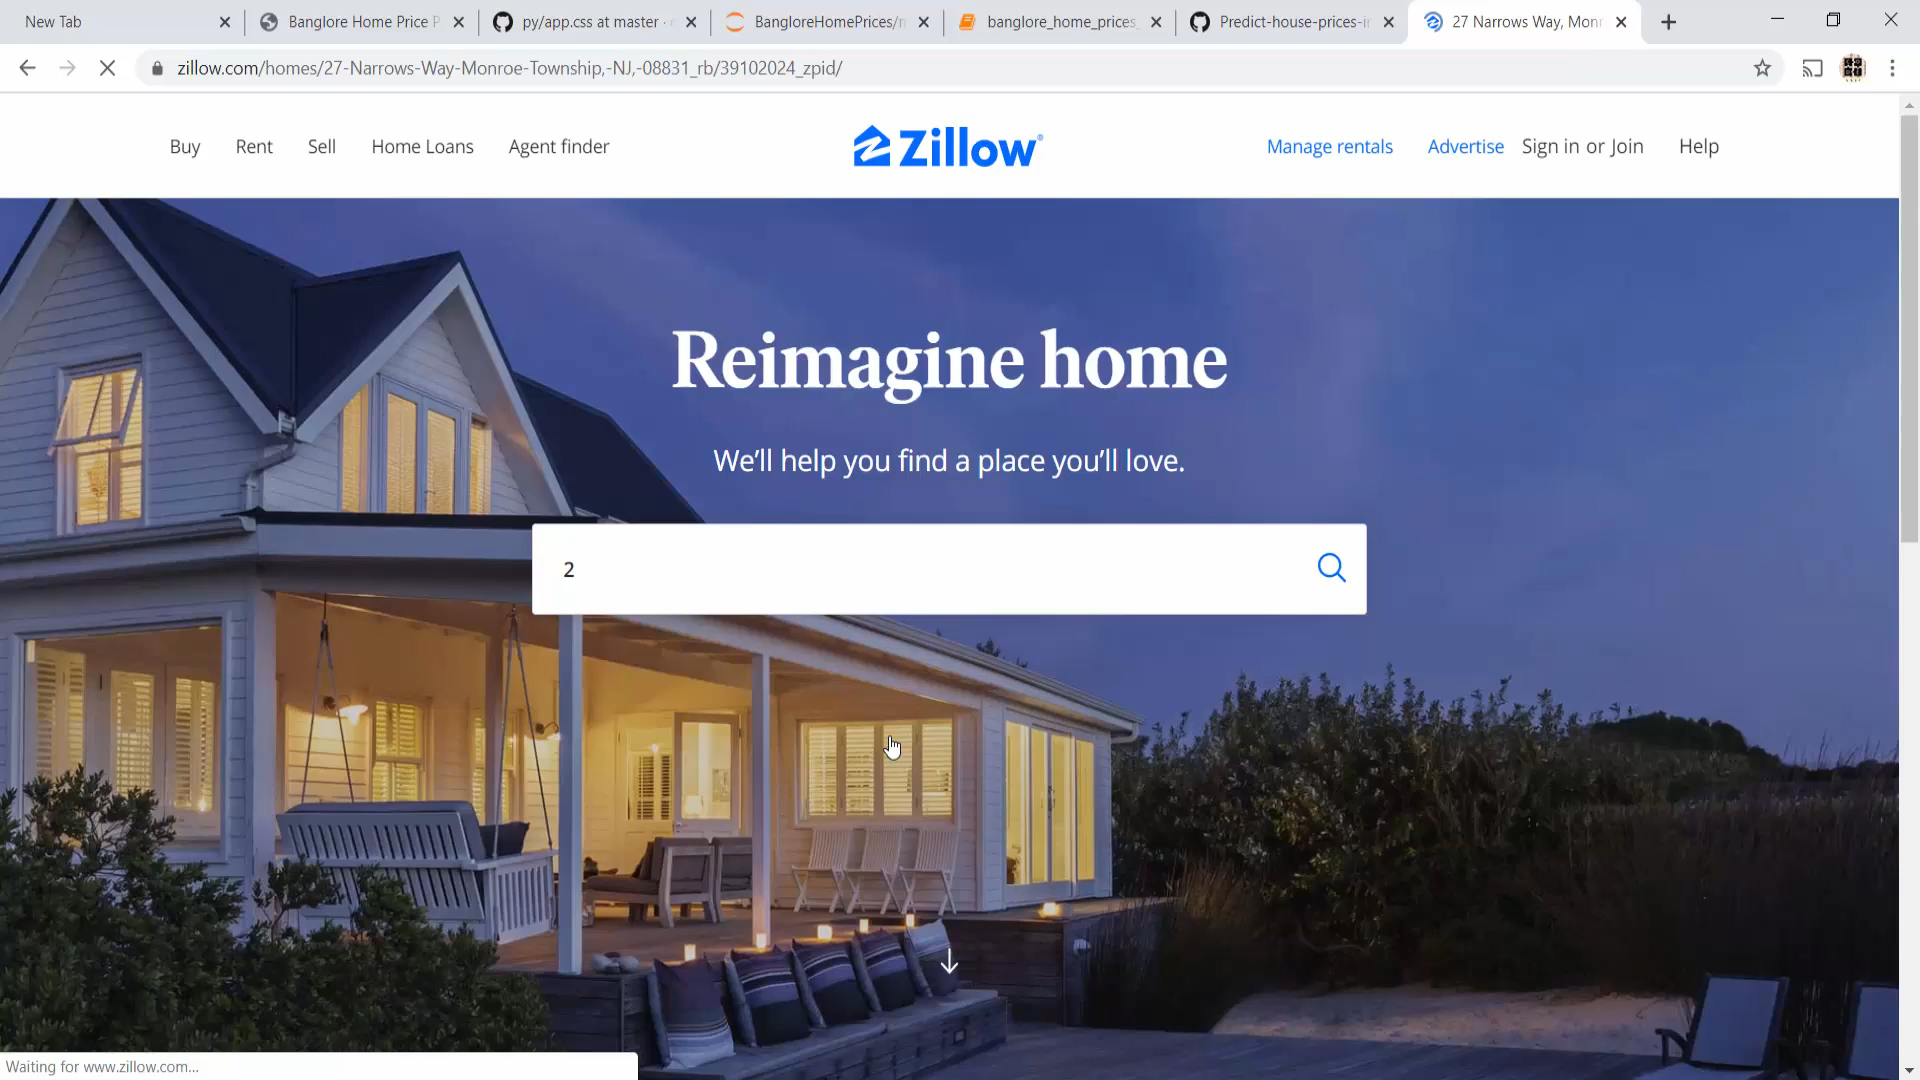 New Tab
Banglore Home Price P
py/app.css at master ·
BangloreHomePrices/m
banglore_home_prices_
Predict-house-prices-in
27 Narrows Way, Monr
zillow.com/homes/27-Narrows-Way-Monroe-Township,-NJ,-08831_rb/39102024_zpid/
Buy
Rent
Sell
Home Loans
Agent finder
Zillow
Manage rentals
Advertise
Sign in or Join
Help
Reimagine home
We'll help you find a place you'll love.
2
Waiting for www.zillow.com...